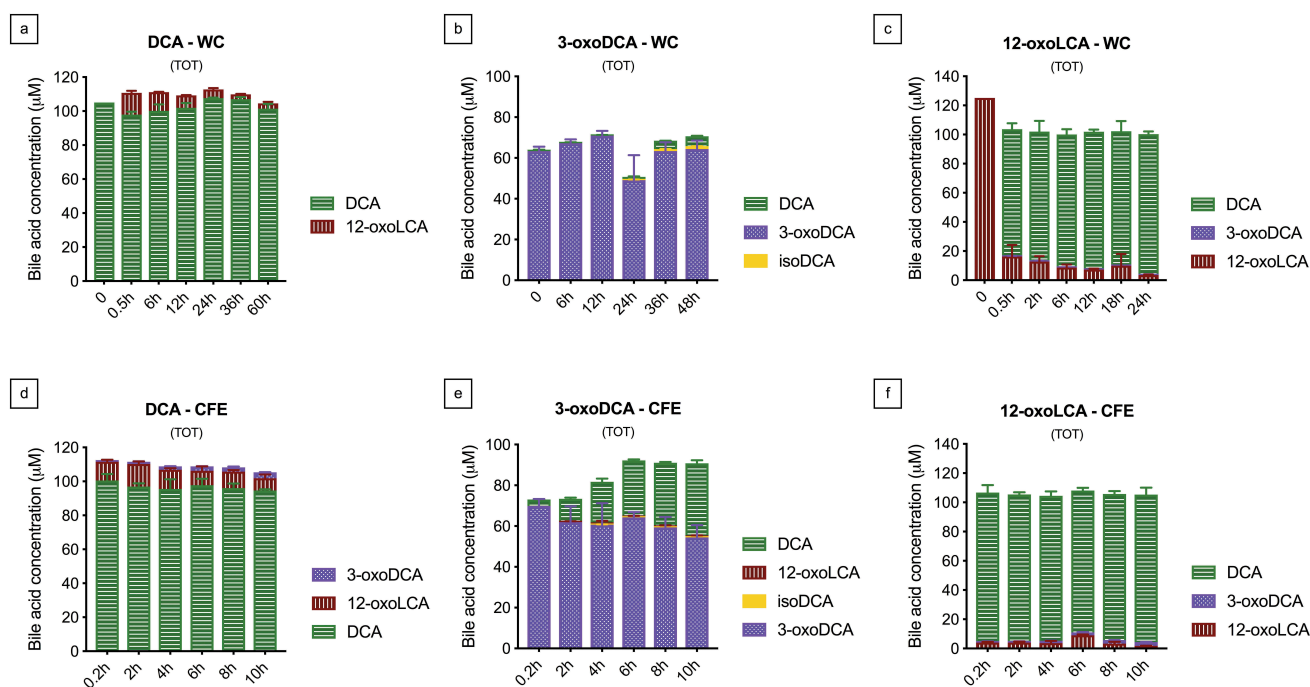 a
DCA - WC
(TOT)
Bile acid concentration (µM)
120
100
80
60
40
20
0
0 0.5h 6h 12h 24h 36h 60h
DCA
12-oxoLCA
b
3-oxoDCA - WC
(TOT)
Bile acid concentration (µM)
100
80
60
40
20
0
0 6h 12h 24h 36h 48h
DCA
3-oxoDCA
isoDCA
c
12-oxoLCA - WC
(TOT)
Bile acid concentration (µM)
140
120
100
80
60
40
20
0
0 0.5h 2h 6h 12h 18h 24h
DCA
3-oxoDCA
12-oxoLCA
d
DCA - CFE
(TOT)
Bile acid concentration (µM)
120
100
80
60
40
20
0
0.2h 2h 4h 6h 8h 10h
3-oxoDCA
12-oxoLCA
DCA
e
3-oxoDCA - CFE
(TOT)
Bile acid concentration (µM)
100
80
60
40
20
0
0.2h 2h 4h 6h 8h 10h
DCA
12-oxoLCA
isoDCA
3-oxoDCA
f
12-oxoLCA - CFE
(TOT)
Bile acid concentration (µM)
140
120
100
80
60
40
20
0
0.2h 2h 4h 6h 8h 10h
DCA
3-oxoDCA
12-oxoLCA